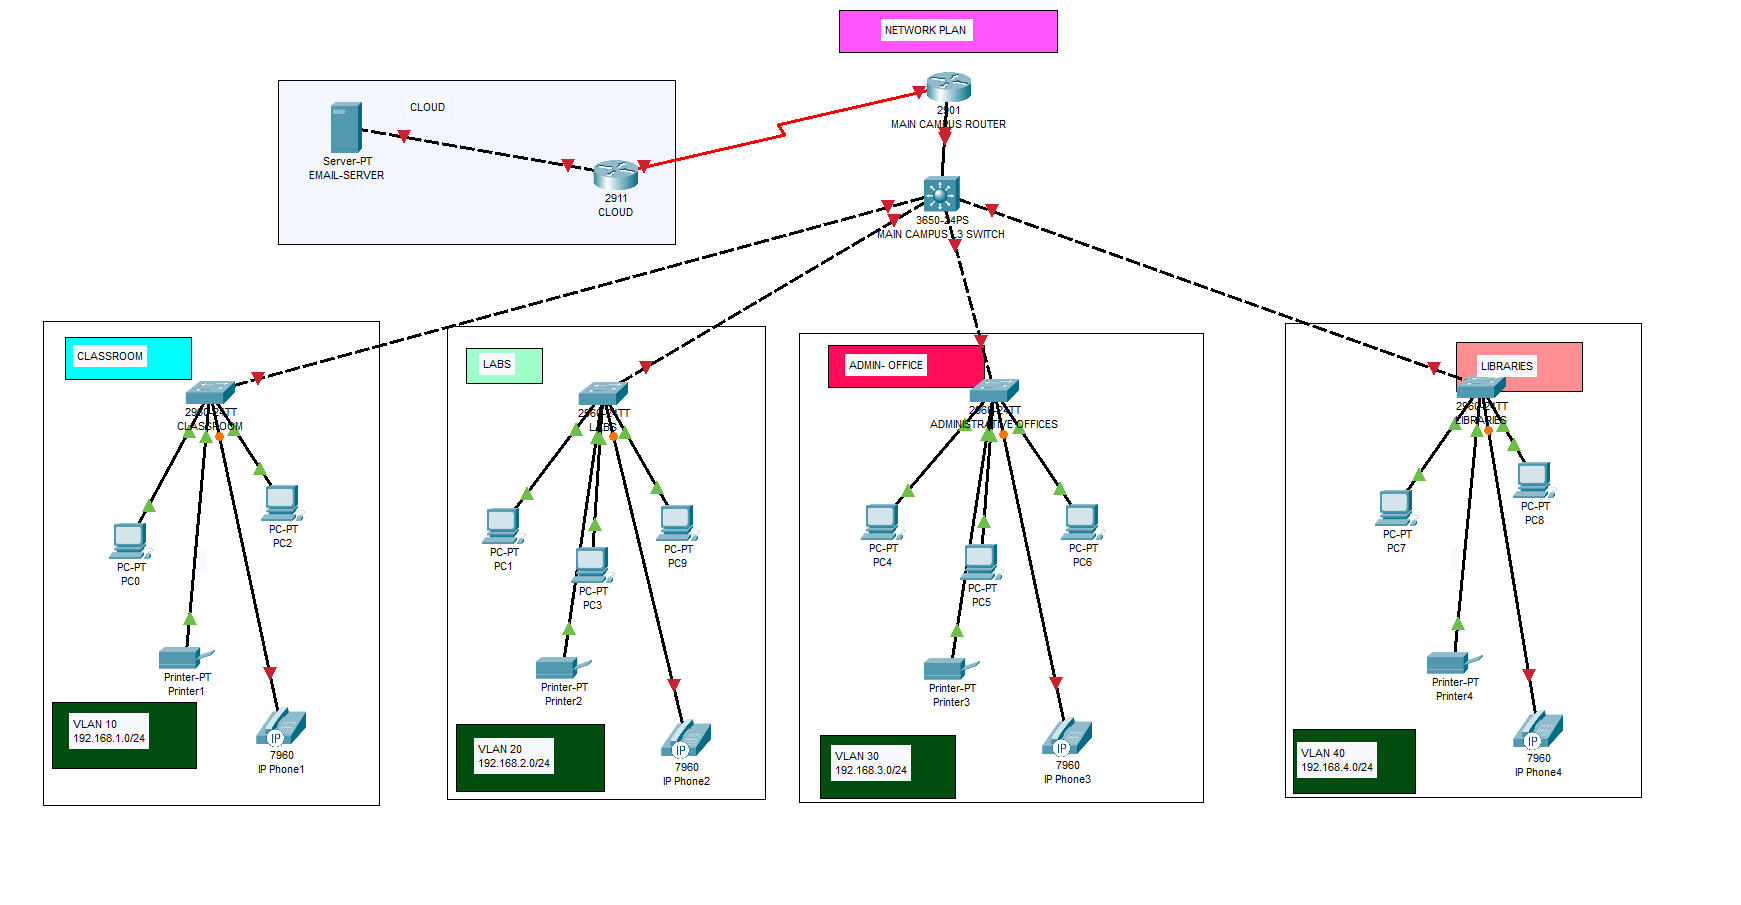 NETWORK PLAN
2901
MAIN CAMPUS ROUTER
CLOUD
Server-PT
EMAIL-SERVER
2911
CLOUD
3650-24PS
MAIN CAMPUS L3 SWITCH
CLASSROOM
2960-24TT
CLASSROOM
PC-PT
PC0
PC-PT
PC2
Printer-PT
Printer1
7960
IP Phone1
IP
VLAN 10
192.168.1.0/24
LABS
2960-24TT
LABS
PC-PT
PC1
PC-PT
PC3
PC-PT
PC9
Printer-PT
Printer2
IP
7960
IP Phone2
VLAN 20
192.168.2.0/24
ADMIN- OFFICE
2960-24TT
ADMINISTRATIVE OFFICES
PC-PT
PC4
PC-PT
PC5
PC-PT
PC6
Printer-PT
Printer3
IP
7960
IP Phone3
VLAN 30
192.168.3.0/24
LIBRARIES
2960-24TT
LIBRARIES
PC-PT
PC7
PC-PT
PC8
Printer-PT
Printer4
IP
7960
IP Phone4
VLAN 40
192.168.4.0/24